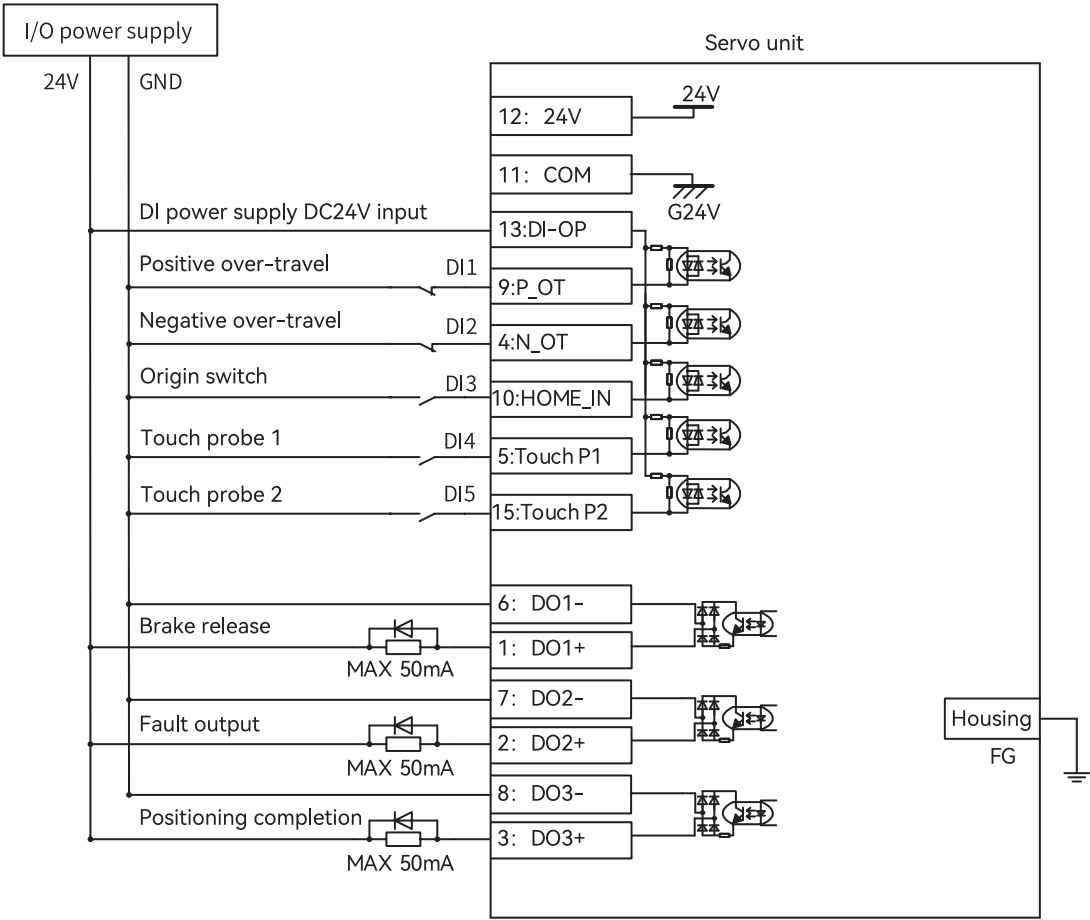 I/O power supply
Servo unit
24V
GND
24V
12: 24V
11: COM
G24V
DI power supply DC24V input
13:DI-OP
Positive over-travel
DI1
9:P_OT
Negative over-travel
DI2
4:N_OT
Origin switch
DI3
10:HOME_IN
Touch probe 1
DI4
5:Touch P1
Touch probe 2
DI5
15:Touch P2
6: DO1-
Brake release
1: DO1+
MAX 50mA
7: DO2-
Fault output
2: DO2+
MAX 50mA
Housing
FG
8: DO3-
Positioning completion
3: DO3+
MAX 50mA